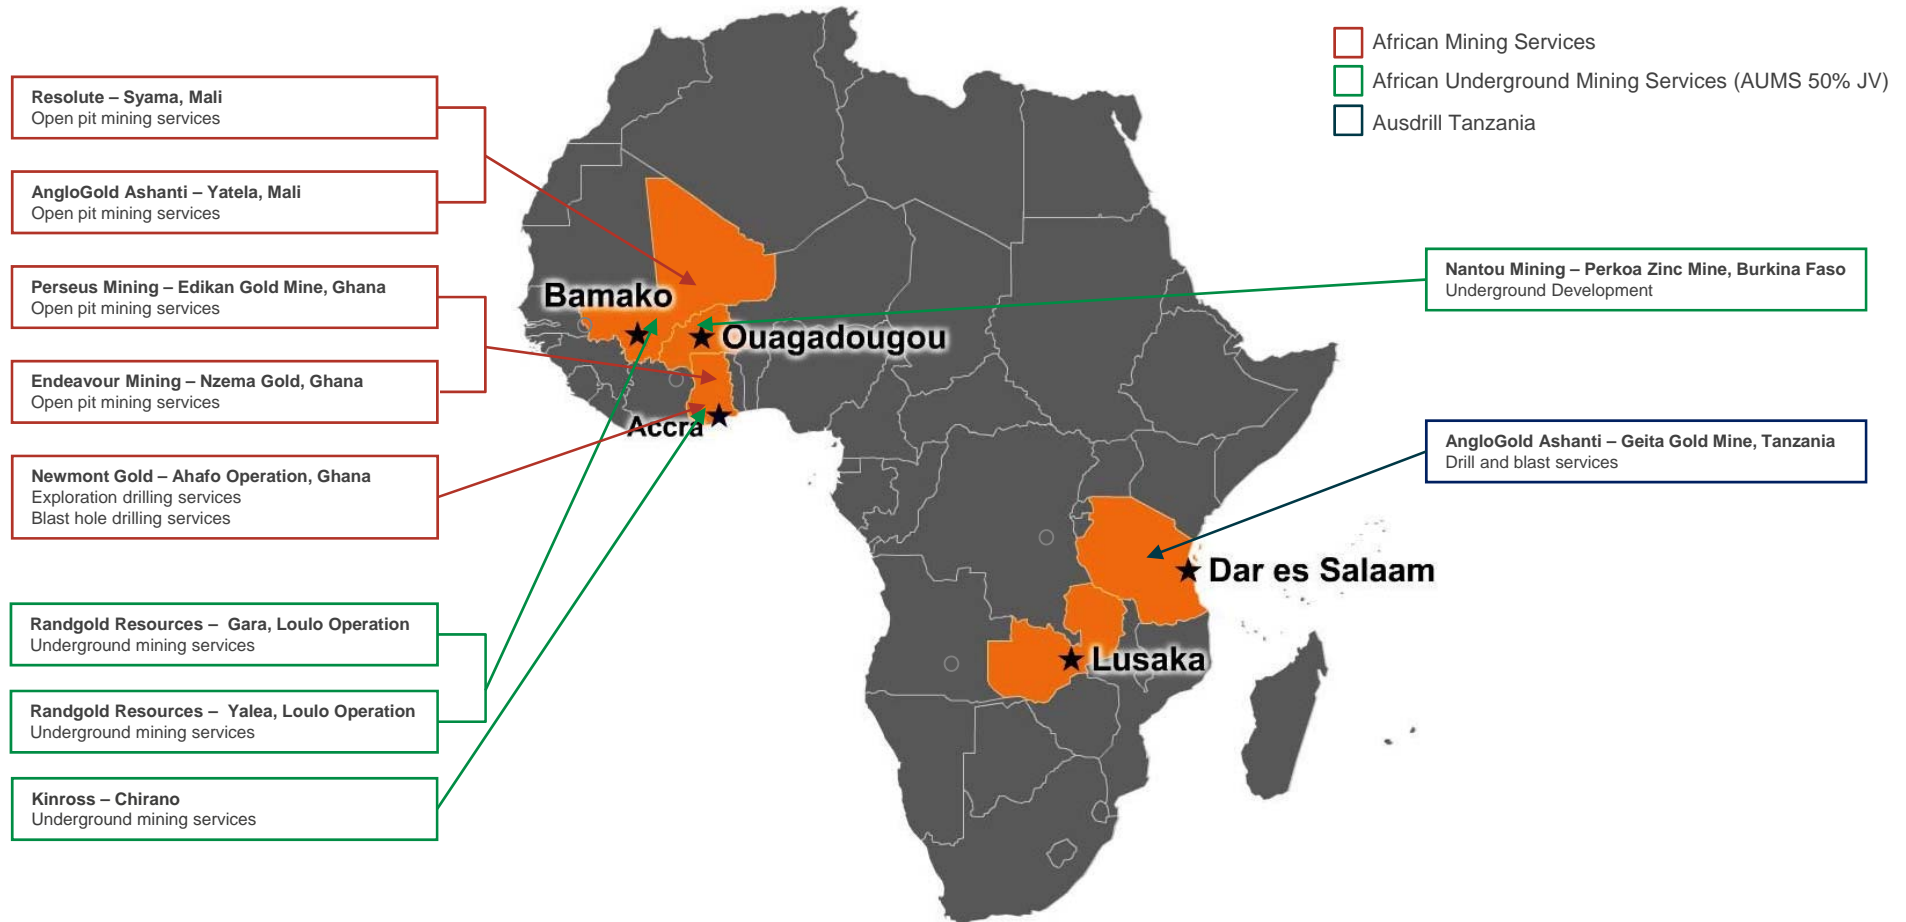 African Mining Services
African Underground Mining Services (AUMS 50% JV)
Ausdrill Tanzania
Resolute – Syama, Mali
Open pit mining services
AngloGold Ashanti – Yatela, Mali
Open pit mining services
Perseus Mining – Edikan Gold Mine, Ghana
Open pit mining services
Endeavour Mining – Nzema Gold, Ghana
Open pit mining services
Newmont Gold – Ahafo Operation, Ghana
Exploration drilling services
Blast hole drilling services
Randgold Resources –  Gara, Loulo Operation
Underground mining services
Randgold Resources –  Yalea, Loulo Operation
Underground mining services
Kinross – Chirano
Underground mining services
Bamako
Ouagadougou
Accra
Dar es Salaam
Lusaka
Nantou Mining – Perkoa Zinc Mine, Burkina Faso
Underground Development
AngloGold Ashanti – Geita Gold Mine, Tanzania
Drill and blast services